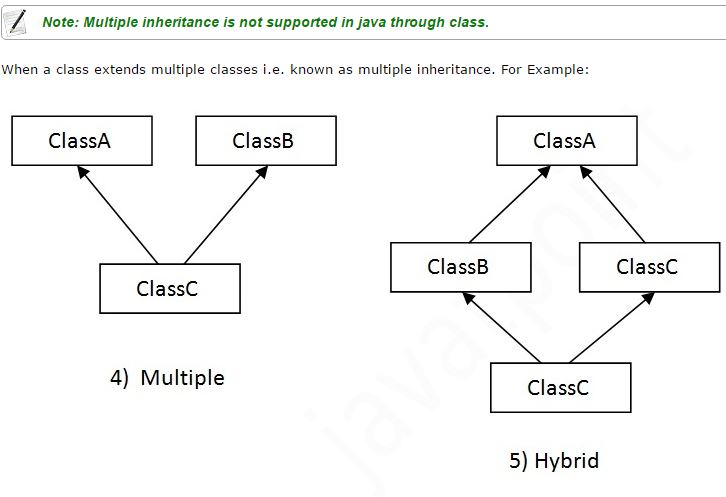 Note: Multiple inheritance is not supported in java through class.
When a class extends multiple classes i.e. known as multiple inheritance. For Example:
ClassA
ClassB
ClassC
4) Multiple
ClassA
ClassB
ClassC
ClassC
5) Hybrid
javatpoint